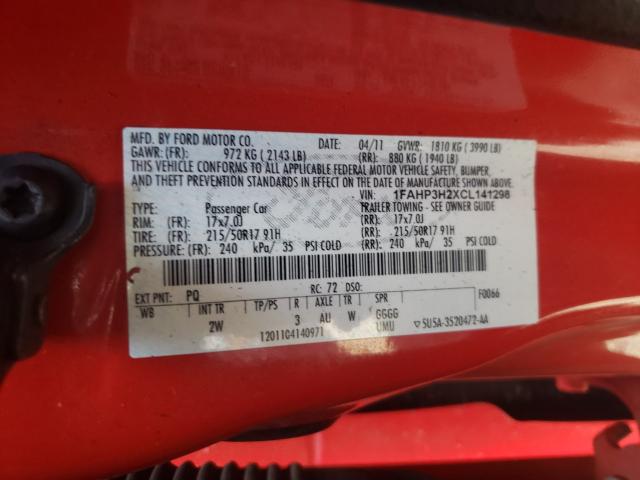 MFD. BY FORD MOTOR CO. DATE: 04/11 GVWR: 1810 KG (3990 LB)
GAWR: (FR): 972 KG (2143 LB) (RR): 880 KG (1940 LB)
THIS VEHICLE CONFORMS TO ALL APPLICABLE FEDERAL MOTOR VEHICLE SAFETY, BUMPER,
AND THEFT PREVENTION STANDARDS IN EFFECT ON THE DATE OF MANUFACTURE SHOWN ABOVE.
VIN: 1FAHP3H2XCL141298
TYPE: Passenger Car TRAILER TOWING - SEE OWNER GUIDE
RIM: (FR): 17x7.0J (RR): 17x7.0J
TIRE: (FR): 215/50R17 91H (RR): 215/50R17 91H
PRESSURE: (FR): 240 kPa/ 35 PSI COLD (RR): 240 kPa/ 35 PSI COLD
EXT PNT: PQ RC: 72 DSO: F0066
WB INT TR TP/PS R AXLE TR SPR
2W 3 AU W GGGG
1201104140971 UMU ▽5U5A-3520472-AA